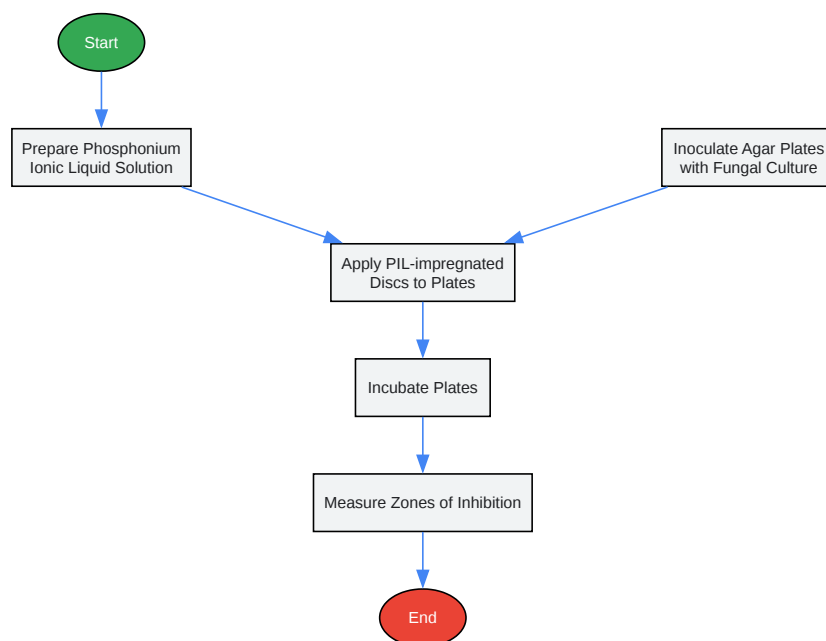 Start
Prepare Phosphonium
Ionic Liquid Solution
Inoculate Agar Plates
with Fungal Culture
Apply PIL-impregnated
Discs to Plates
Incubate Plates
Measure Zones of Inhibition
End